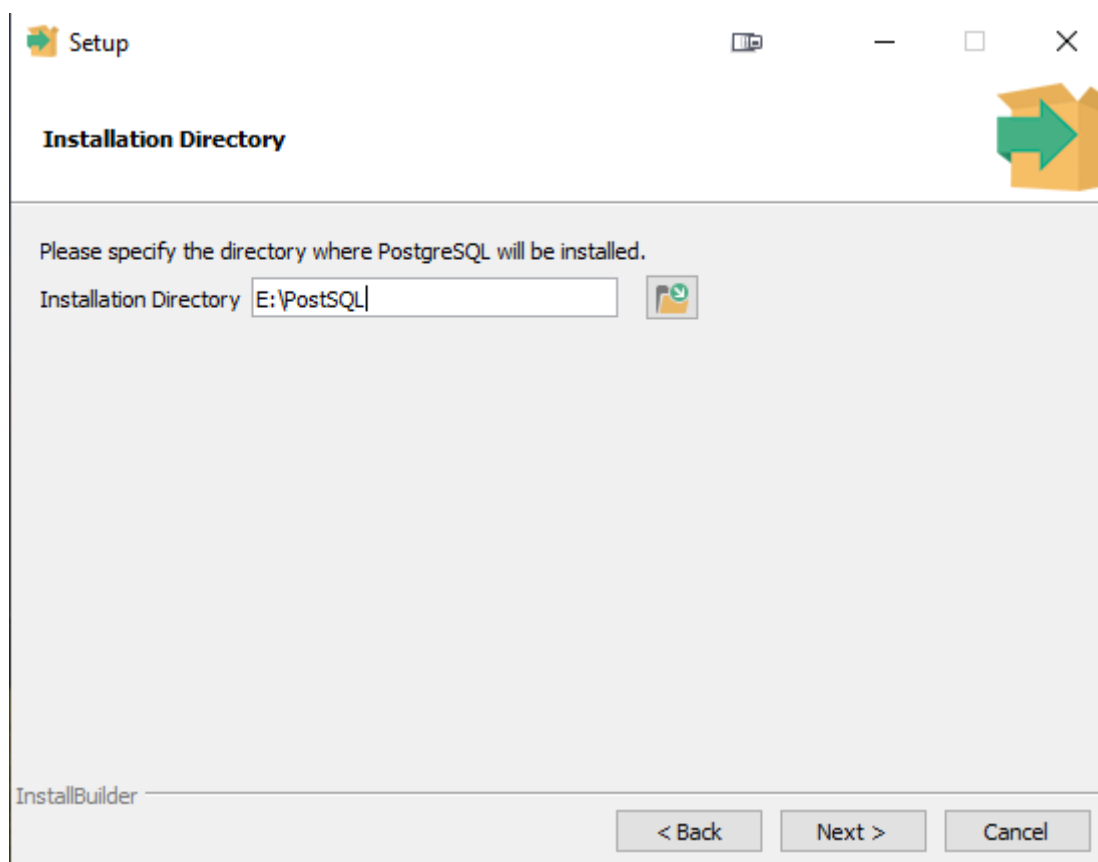 Setup
Installation Directory
Please specify the directory where PostgreSQL will be installed.
Installation Directory E:\PostSQL
InstallBuilder
< Back Next > Cancel